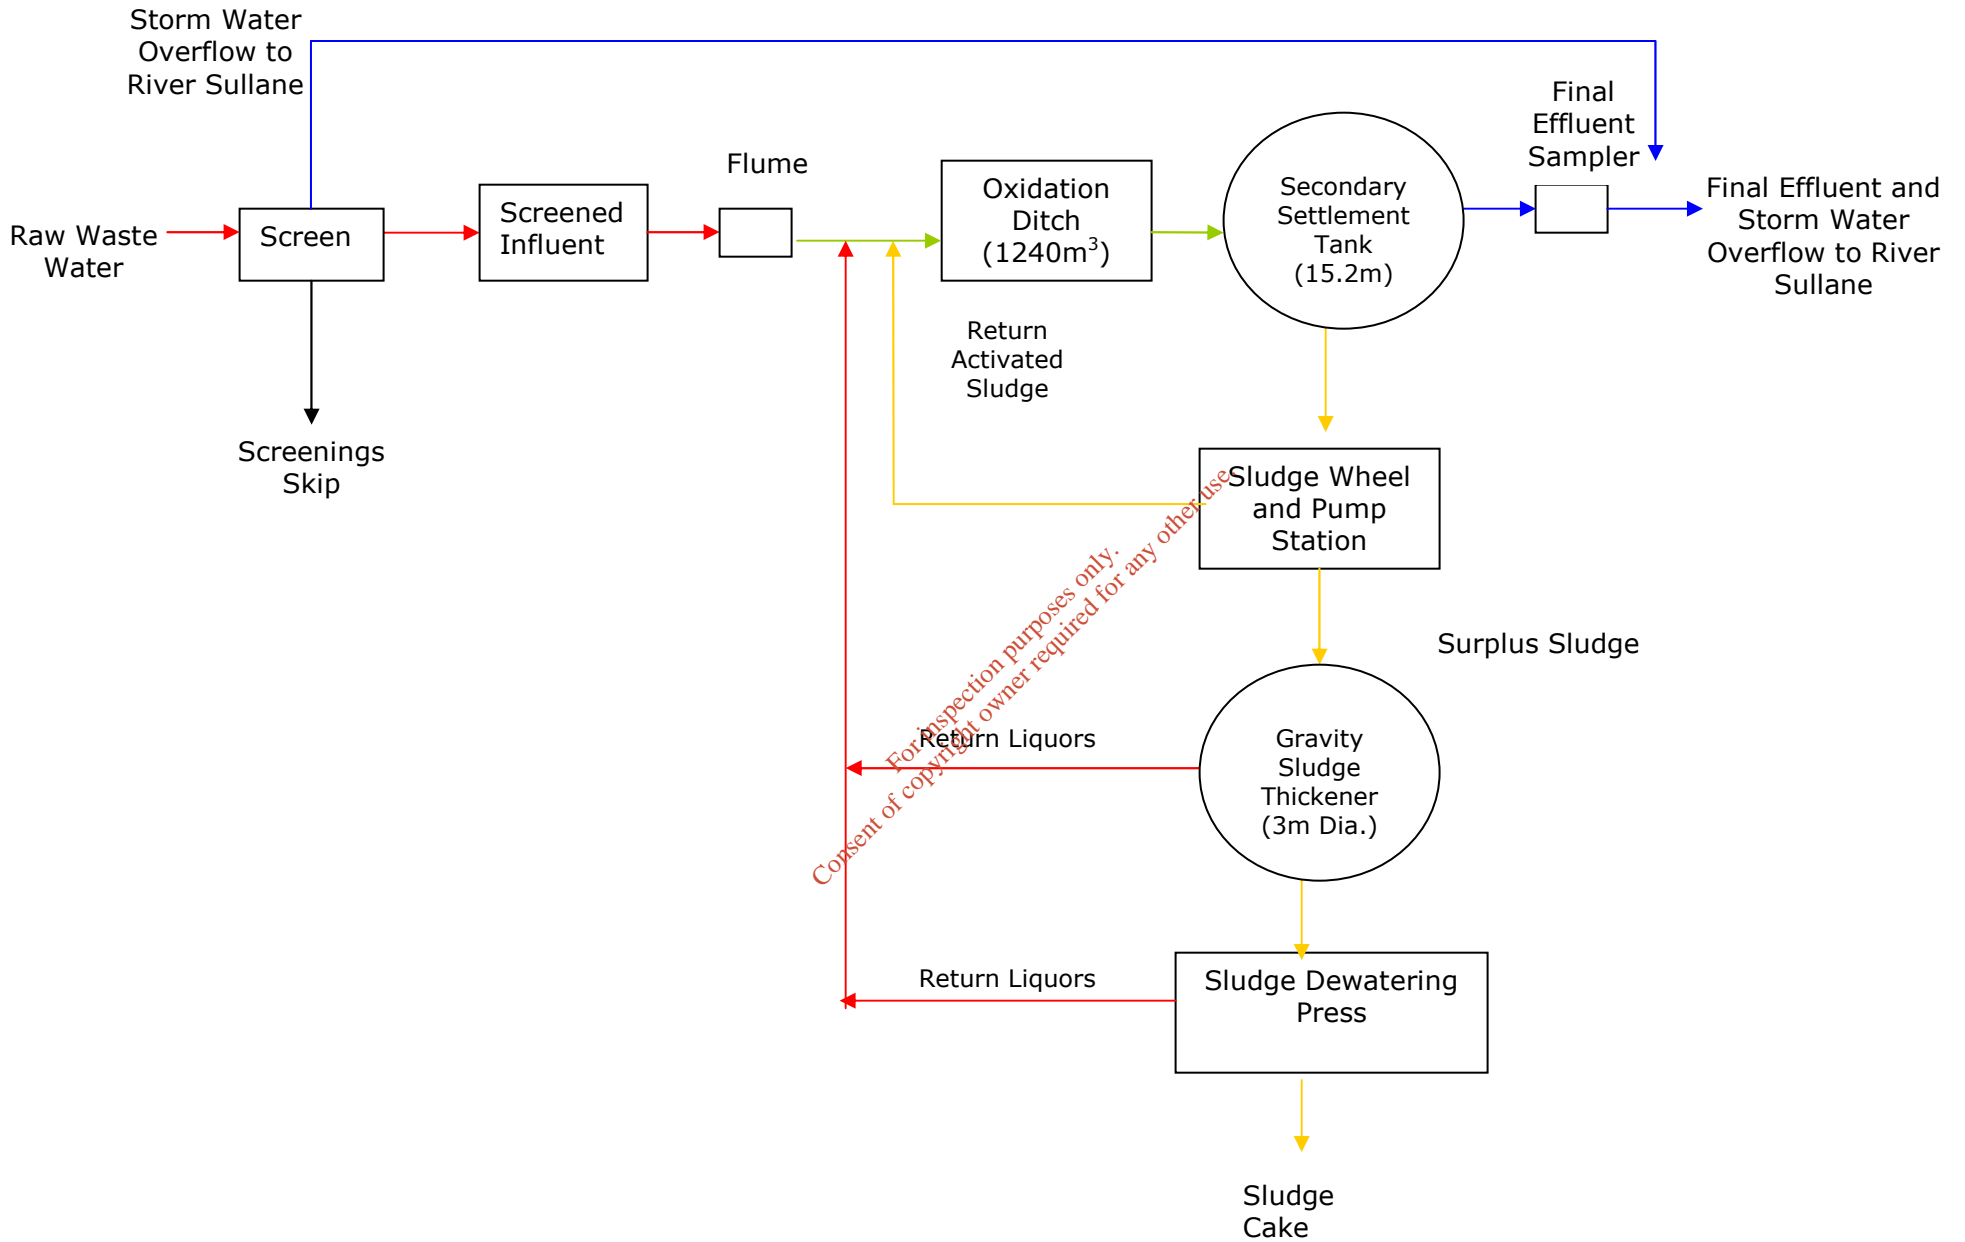 Storm Water
Overflow to
River Sullane
Final
Effluent
Sampler
Flume
Raw Waste
Water
Screen
Screened
Influent
Oxidation
Ditch
(1240m³)
Secondary
Settlement
Tank
(15.2m)
Final Effluent and
Storm Water
Overflow to River
Sullane
Return
Activated
Sludge
Screenings
Skip
Sludge Wheel
and Pump
Station
For inspection purposes only.
Consent of copyright owner required for any other use.
Surplus Sludge
Return Liquors
Gravity
Sludge
Thickener
(3m Dia.)
Return Liquors
Sludge Dewatering
Press
Sludge
Cake